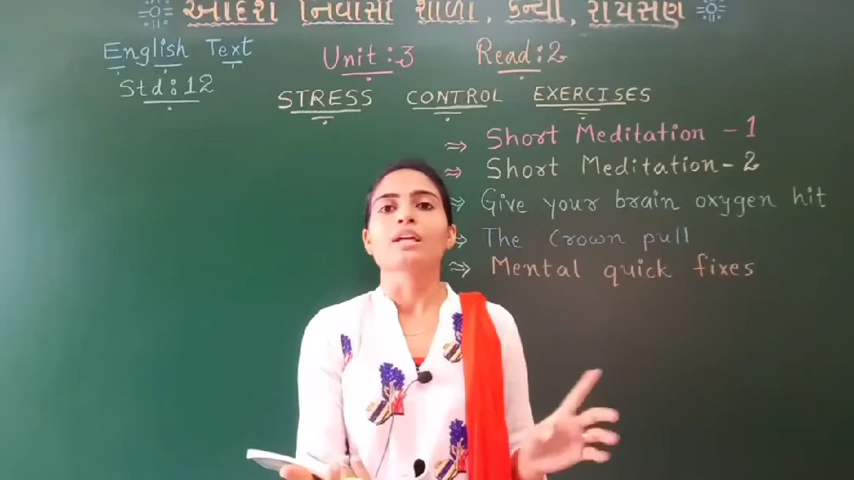 આદર્શ નિવાસી શાળા, કન્યા, રાયસણ
English Text Unit : 3 Read : 2
Std : 12
STRESS CONTROL EXERCISES
⇒ Short Meditation - 1
⇒ Short Meditation - 2
⇒ Give your brain oxygen hit
⇒ The Crown pull
⇒ Mental quick fixes